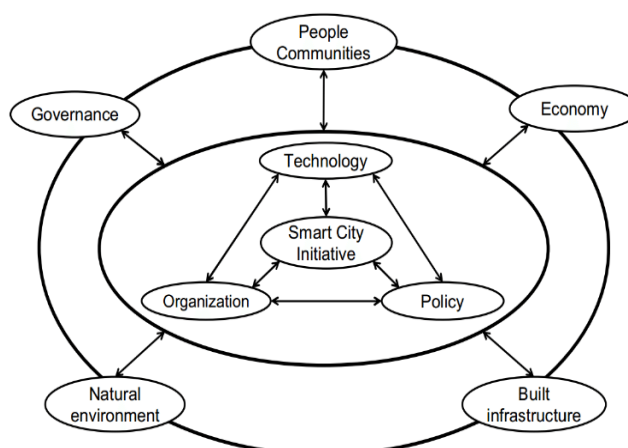 People
Communities
Governance
Economy
Technology
Smart City
Initiative
Organization
Policy
Natural
environment
Built
infrastructure